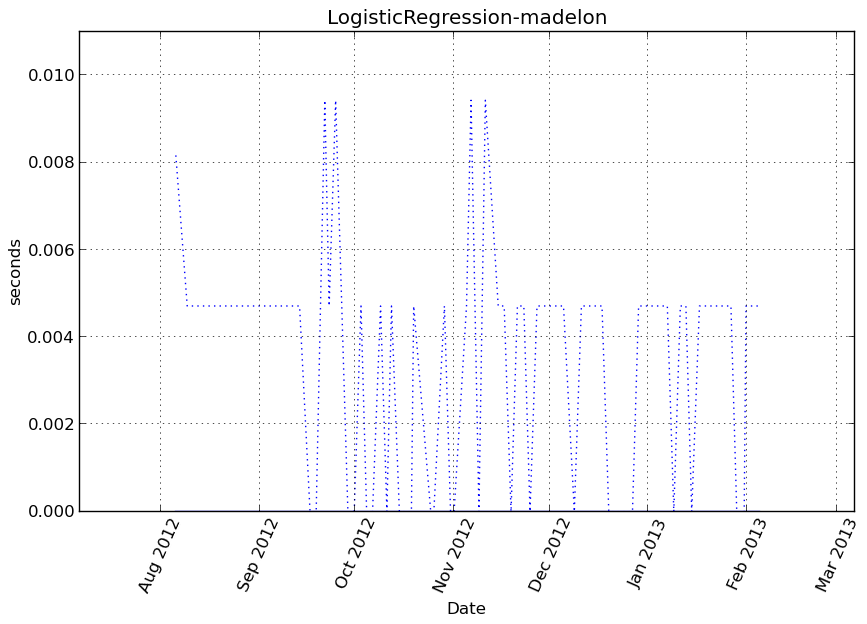 LogisticRegression-madelon
0.010
0.008
0.006
0.004
0.002
0.000
seconds
Aug 2012
Sep 2012
Oct 2012
Nov 2012
Dec 2012
Jan 2013
Feb 2013
Mar 2013
Date